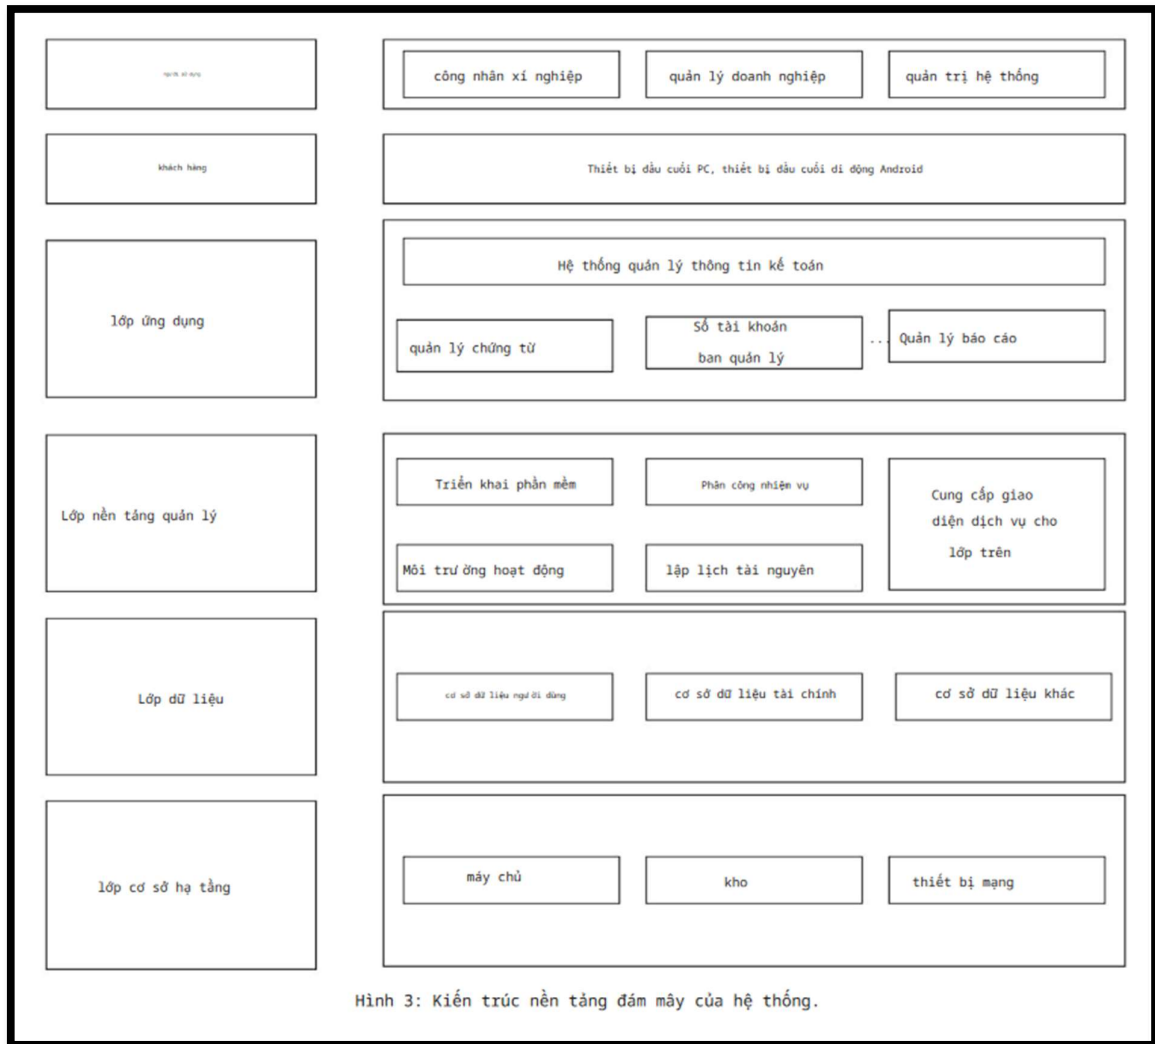 người sử dụng
công nhân xí nghiệp
quản lý doanh nghiệp
quản trị hệ thống
khách hàng
Thiết bị đầu cuối PC, thiết bị đầu cuối di động Android
lớp ứng dụng
Hệ thống quản lý thông tin kế toán
quản lý chứng từ
Số tài khoản
ban quản lý
...
Quản lý báo cáo
Lớp nền tảng quản lý
Triển khai phần mềm
Phân công nhiệm vụ
Cung cấp giao
diện dịch vụ cho
lớp trên
Môi trư ờng hoạt động
lập lịch tài nguyên
Lớp dữ liệu
cơ sở dữ liệu ngư ời dùng
cơ sở dữ liệu tài chính
cơ sở dữ liệu khác
lớp cơ sở hạ tầng
máy chủ
kho
thiết bị mạng
Hình 3: Kiến trúc nền tảng đám mây của hệ thống.